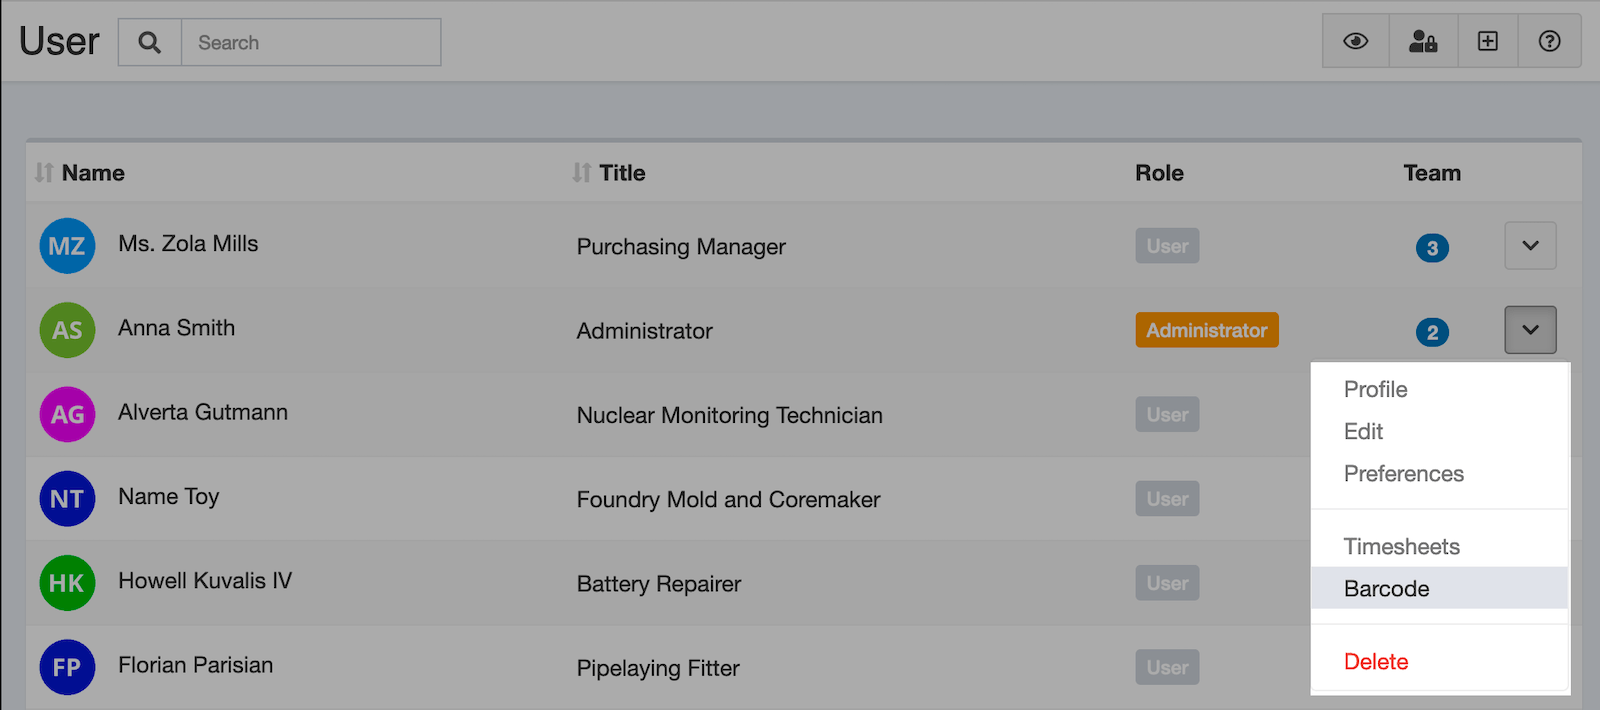 User Search
Name Title Role Team
MZ Ms. Zola Mills Purchasing Manager User 3
AS Anna Smith Administrator Administrator 2
AG Alverta Gutmann Nuclear Monitoring Technician User
NT Name Toy Foundry Mold and Coremaker User
HK Howell Kuvalis IV Battery Repairer User
FP Florian Parisian Pipelaying Fitter User
Profile
Edit
Preferences
Timesheets
Barcode
Delete